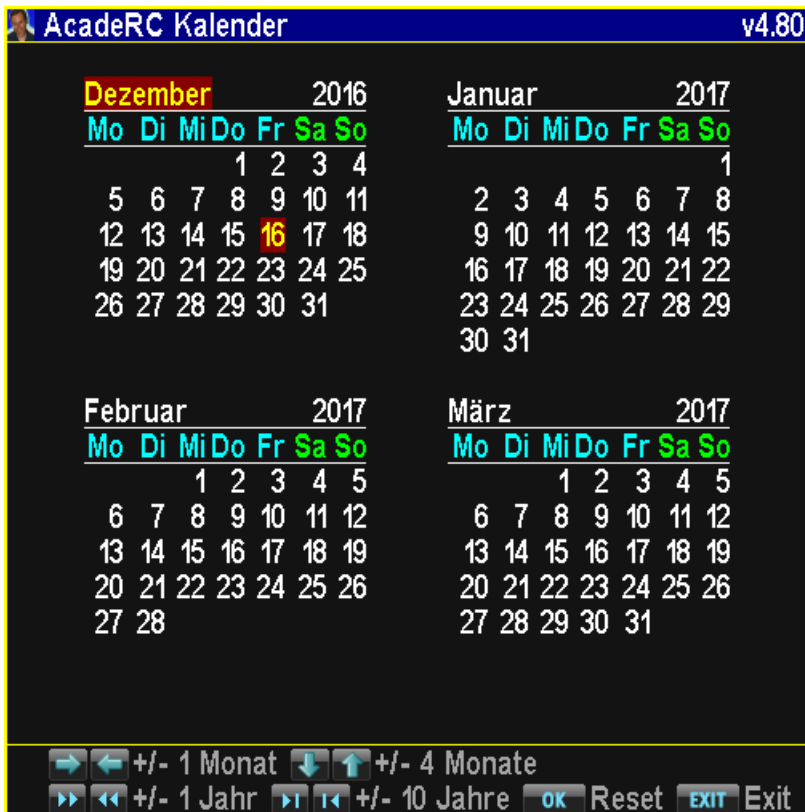 AcadeRC Kalender v4.80
Dezember 2016
Mo Di Mi Do Fr Sa So
1 2 3 4
5 6 7 8 9 10 11
12 13 14 15 16 17 18
19 20 21 22 23 24 25
26 27 28 29 30 31
Januar 2017
Mo Di Mi Do Fr Sa So
1
2 3 4 5 6 7 8
9 10 11 12 13 14 15
16 17 18 19 20 21 22
23 24 25 26 27 28 29
30 31
Februar 2017
Mo Di Mi Do Fr Sa So
1 2 3 4 5
6 7 8 9 10 11 12
13 14 15 16 17 18 19
20 21 22 23 24 25 26
27 28
März 2017
Mo Di Mi Do Fr Sa So
1 2 3 4 5
6 7 8 9 10 11 12
13 14 15 16 17 18 19
20 21 22 23 24 25 26
27 28 29 30 31
+/- 1 Monat +/- 4 Monate
+/- 1 Jahr +/- 10 Jahre OK Reset EXIT Exit